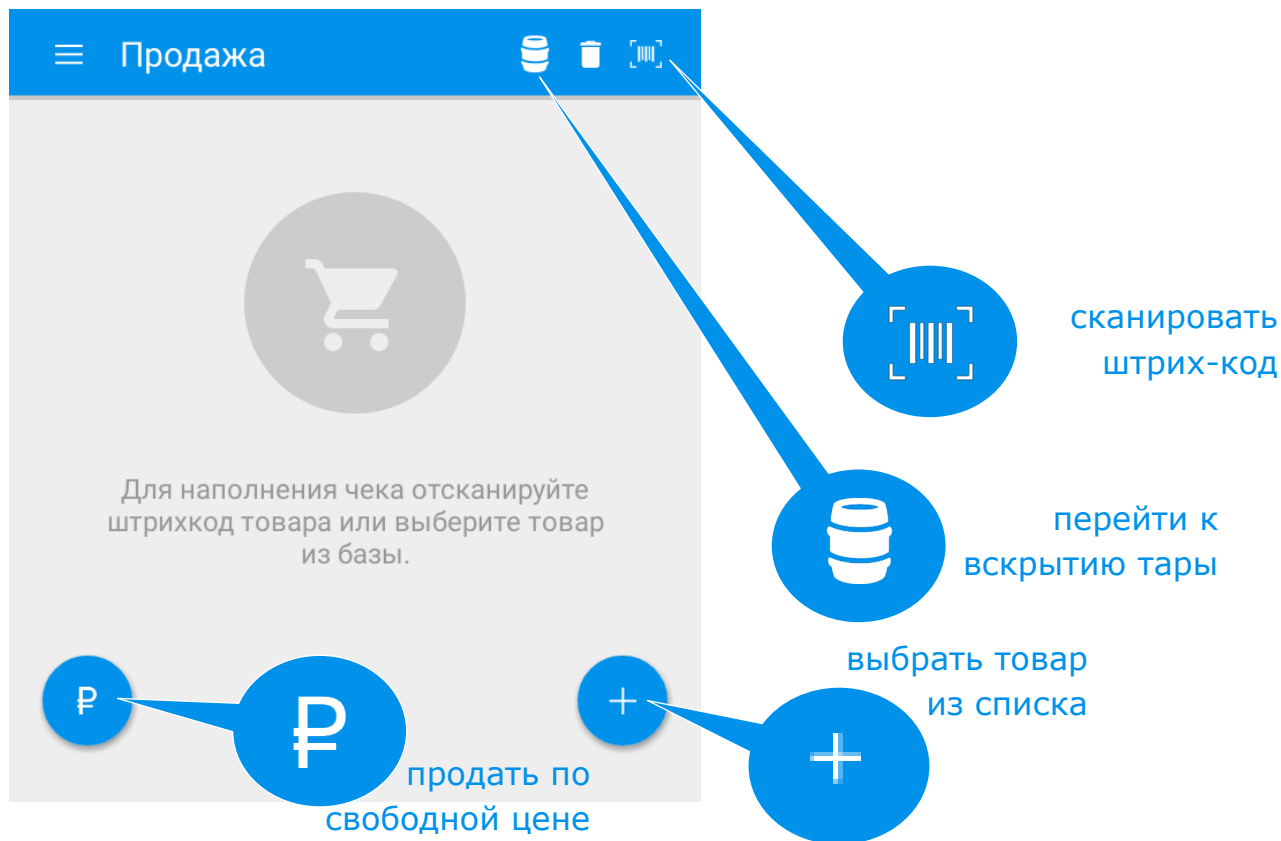 Продажа
Для наполнения чека отсканируйте
штрихкод товара или выберите товар
из базы.
сканировать
штрих-код
перейти к
вскрытию тары
выбрать товар
из списка
₽
₽
+
+
продать по
свободной цене